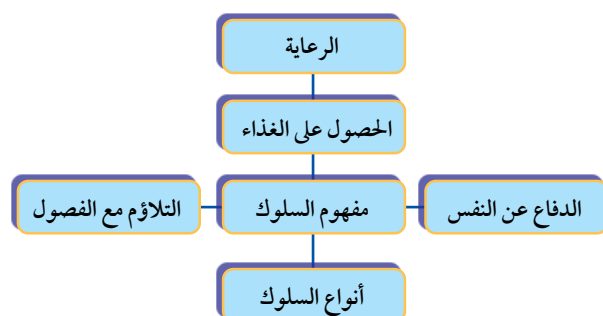 الرعاية
الحصول على الغذاء
الدفاع عن النفس
مفهوم السلوك
التلاؤم مع الفصول
أنواع السلوك